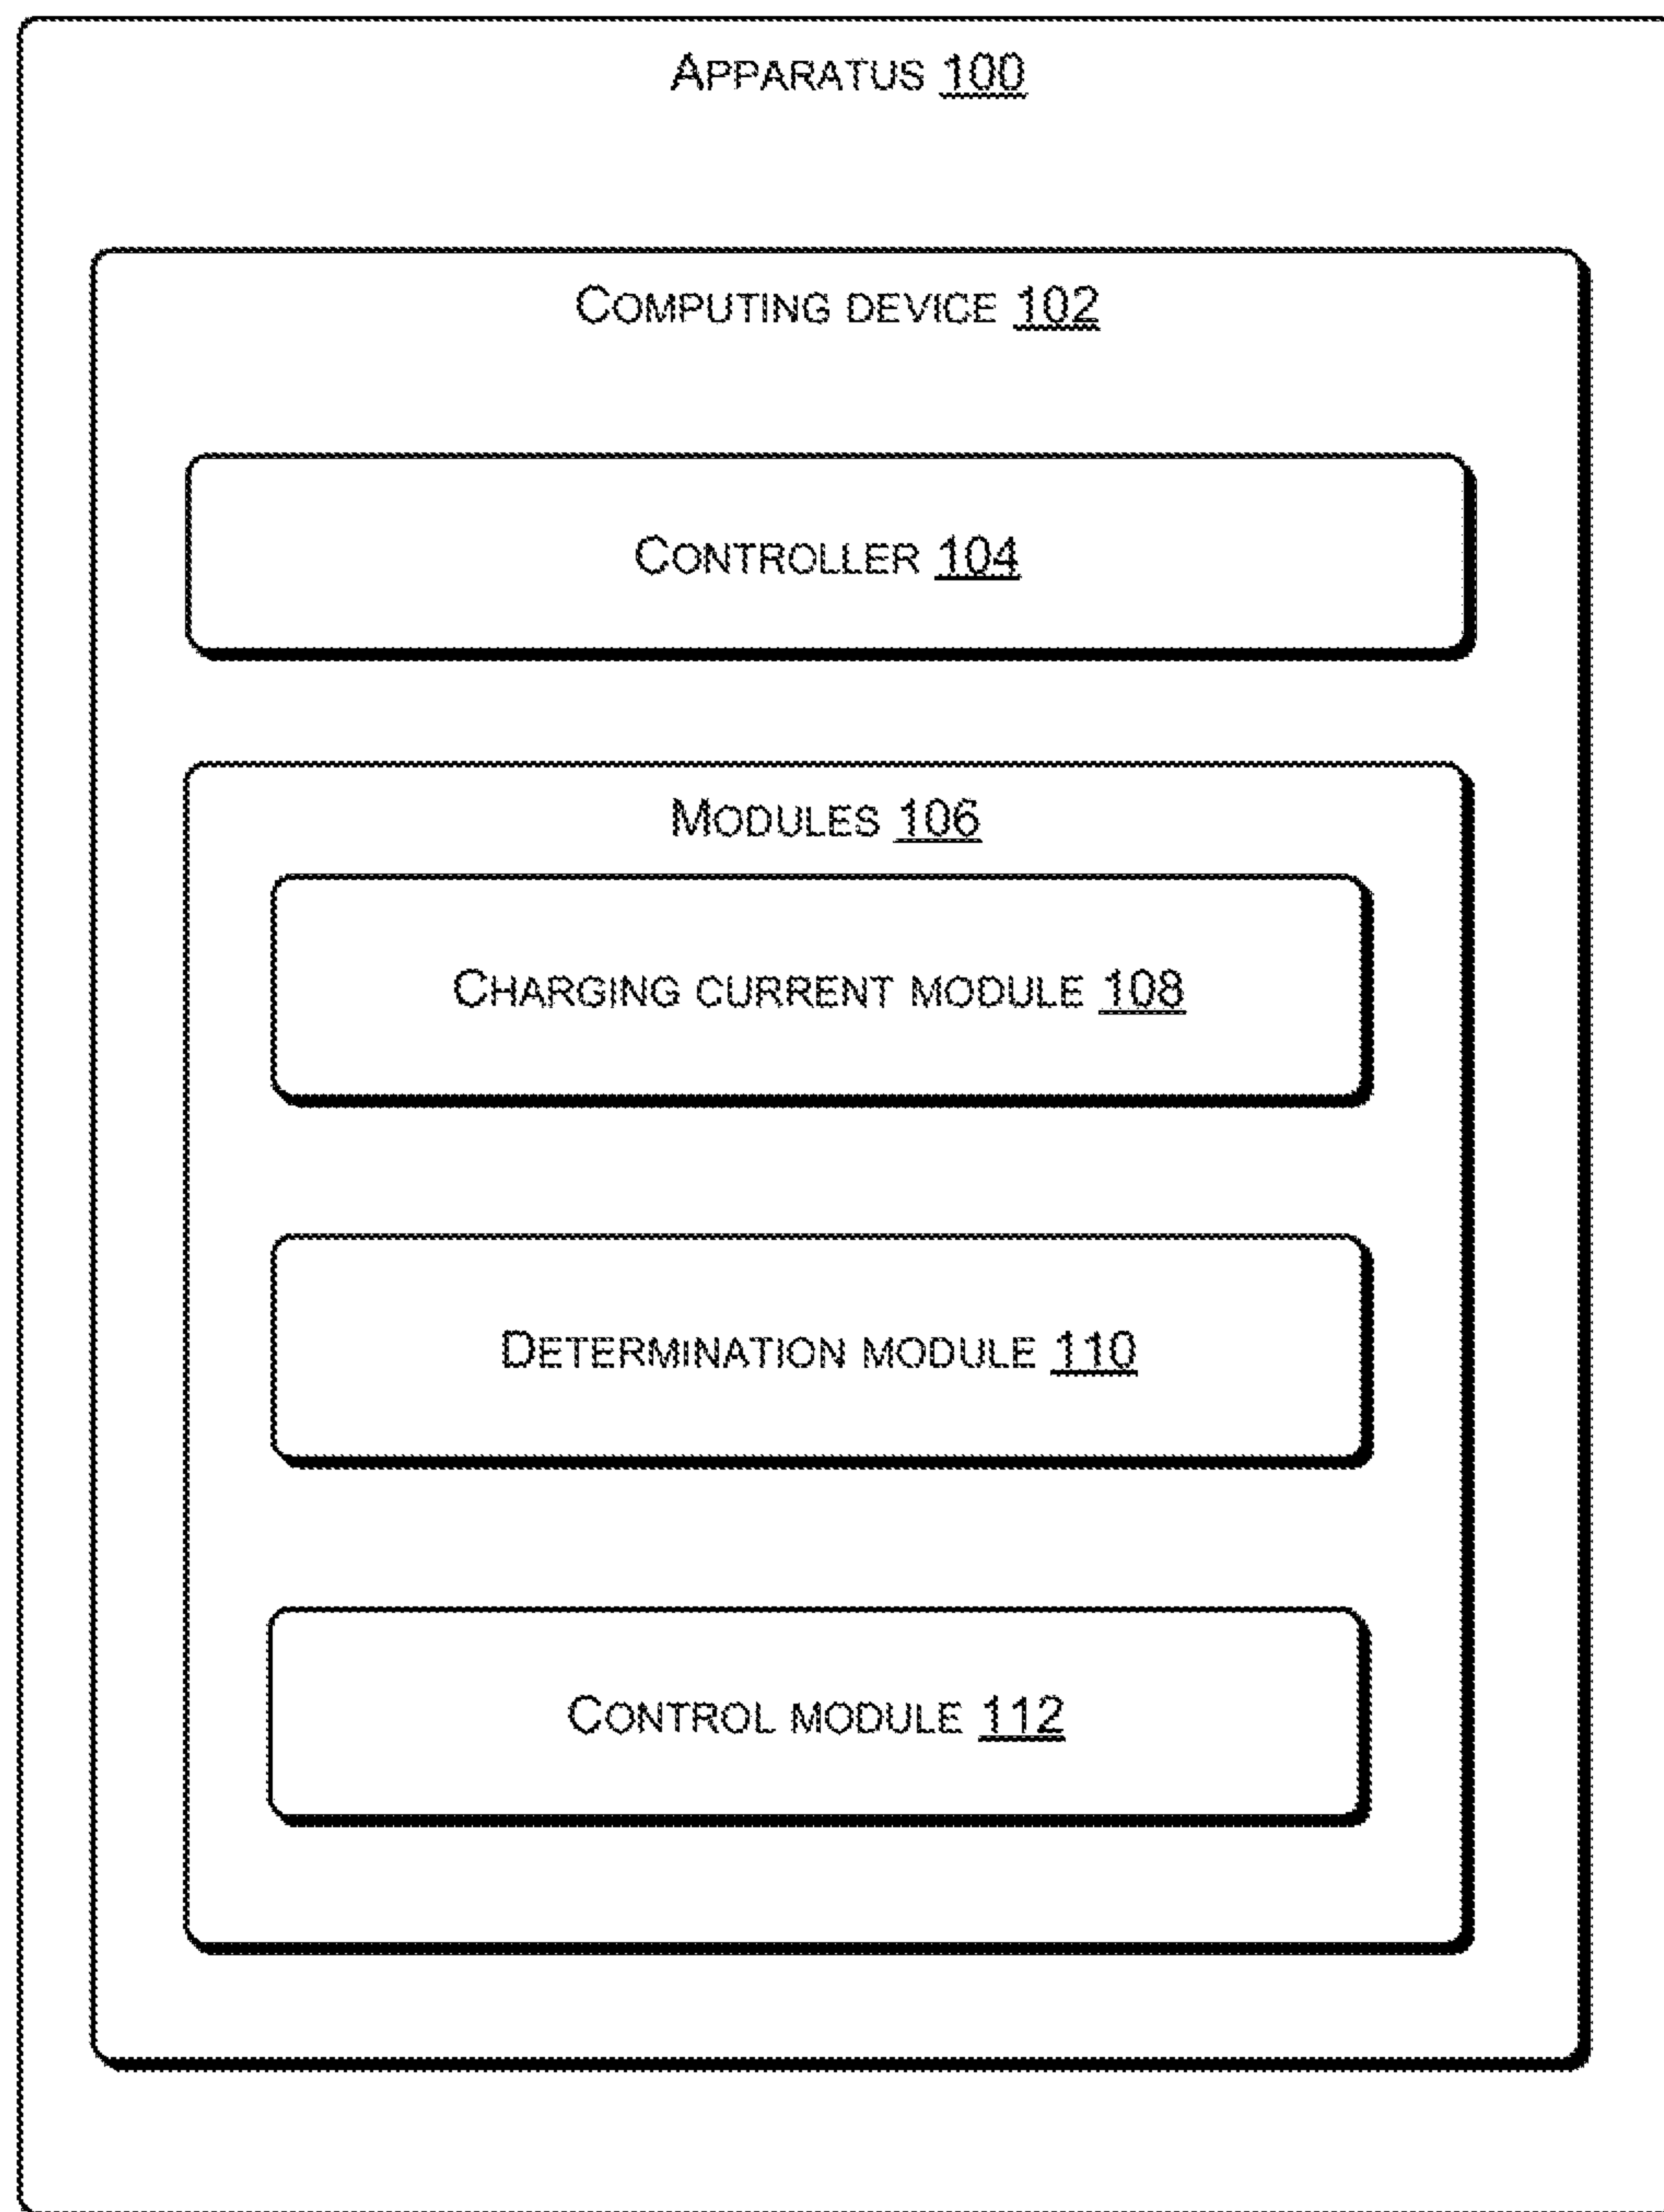 APPARATUS 100
COMPUTING DEVICE 102
CONTROLLER 104
MODULES 106
CHARGING CURRENT MODULE 108
DETERMINATION MODULE 110
CONTROL MODULE 112